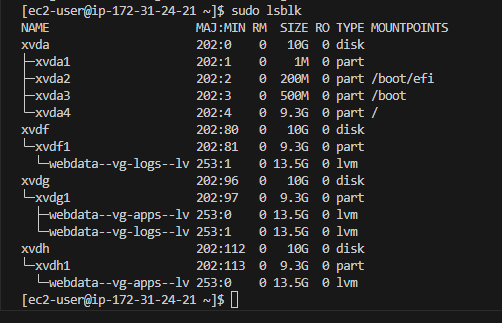 [ec2-user@ip-172-31-24-21 ~]$ sudo lsblk
NAME                      MAJ:MIN RM  SIZE RO TYPE MOUNTPOINTS
xvda                      202:0    0   10G  0 disk
├─xvda1                   202:1    0    1M  0 part
├─xvda2                   202:2    0  200M  0 part /boot/efi
├─xvda3                   202:3    0  500M  0 part /boot
└─xvda4                   202:4    0  9.3G  0 part /
xvdf                      202:80   0   10G  0 disk
└─xvdf1                   202:81   0  9.3G  0 part
  └─webdata--vg-logs--lv 253:1    0 13.5G  0 lvm
xvdg                      202:96   0   10G  0 disk
└─xvdg1                   202:97   0  9.3G  0 part
  ├─webdata--vg-apps--lv 253:0    0 13.5G  0 lvm
  └─webdata--vg-logs--lv 253:1    0 13.5G  0 lvm
xvdh                      202:112  0   10G  0 disk
└─xvdh1                   202:113  0  9.3G  0 part
  └─webdata--vg-apps--lv 253:0    0 13.5G  0 lvm
[ec2-user@ip-172-31-24-21 ~]$